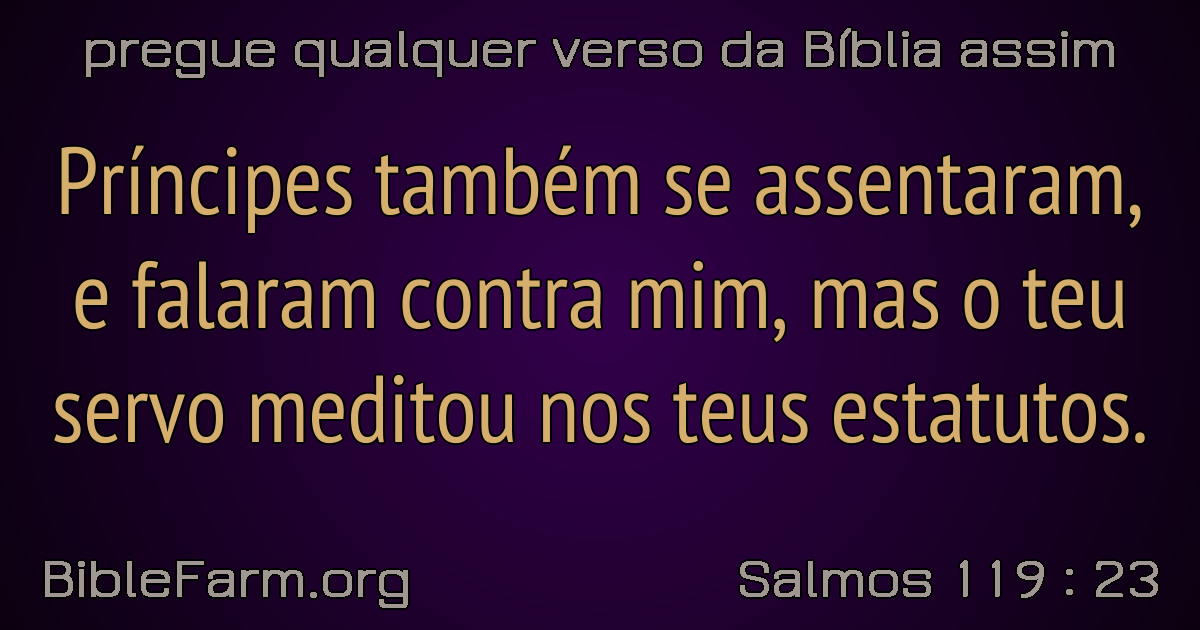 pregue qualquer verso da Bíblia assim
Príncipes também se assentaram,
e falaram contra mim, mas o teu
servo meditou nos teus estatutos.
BibleFarm.org
Salmos 119 : 23